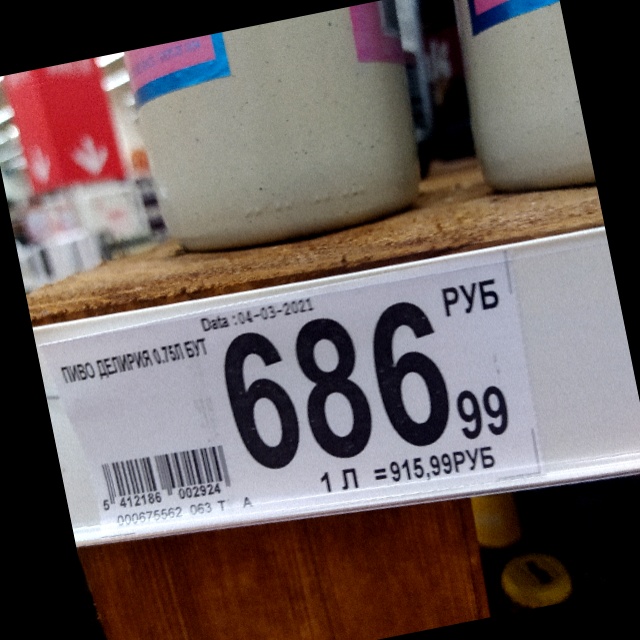 Data :04-03-2021
ПИВО ДЕЛИРИЯ 0.75Л БУТ
686 99 РУБ
1 Л =915,99РУБ
5 412186 002924
000675562 063 Т А